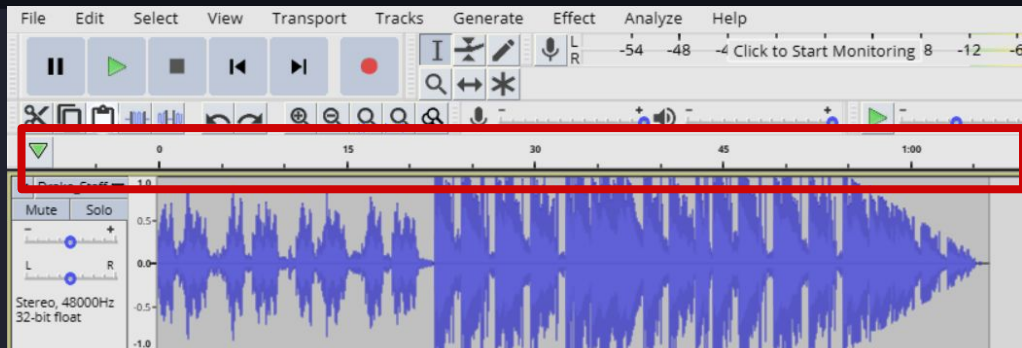 File Edit Select View Transport Tracks Generate Effect Analyze Help
L
R
-54 -48 -4 Click to Start Monitoring 8 -12 -6
0 15 30 45 1:00
1.0
Mute Solo
0.5
- +
L R
0.0
Stereo, 48000Hz
32-bit float
-0.5
-1.0